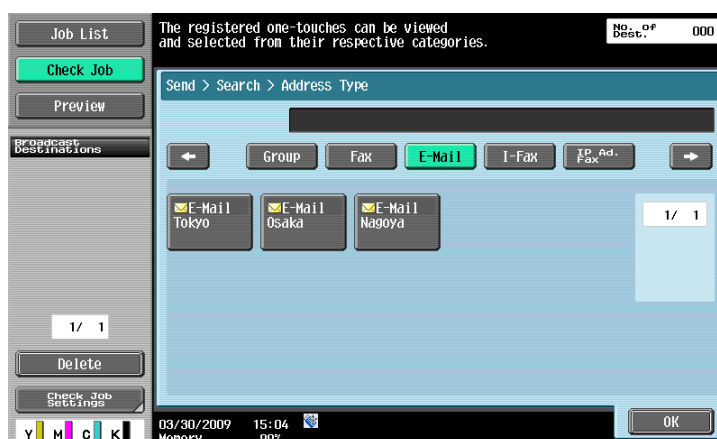 Job List
Check Job
Preview
Broadcast
Destinations
1/ 1
Delete
Check Job
Settings
Y M C K
The registered one-touches can be viewed
and selected from their respective categories.
No. of
Dest. 000
Send > Search > Address Type
Group Fax E-Mail I-Fax IP Ad.
Fax
E-Mail
Tokyo
E-Mail
Osaka
E-Mail
Nagoya
1/ 1
03/30/2009 15:04
Memory 99%
OK